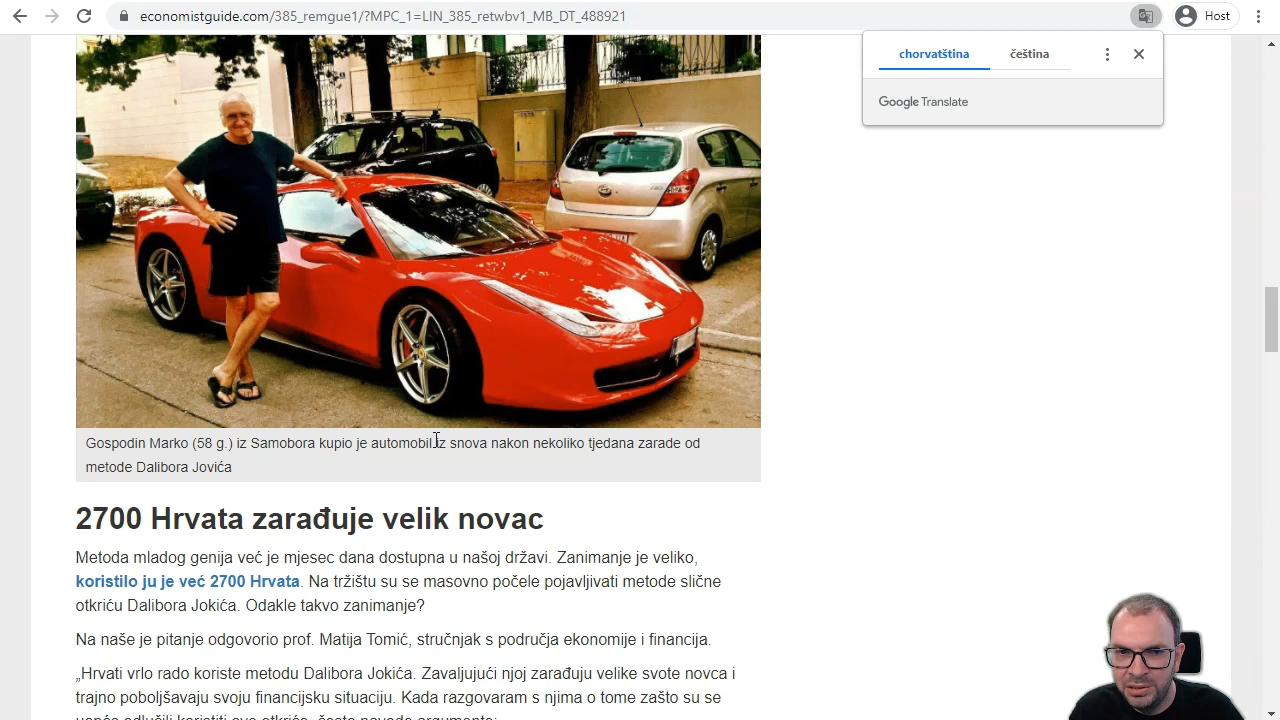 economistguide.com/385_remgue1/?MPC_1=LIN_385_retwbv1_MB_DT_488921
Host
chorvatština čeština
Google Translate
Gospodin Marko (58 g.) iz Samobora kupio je automobil iz snova nakon nekoliko tjedana zarade od
metode Dalibora Jovića
2700 Hrvata zarađuje velik novac
Metoda mladog genija već je mjesec dana dostupna u našoj državi. Zanimanje je veliko,
koristilo ju je već 2700 Hrvata. Na tržištu su se masovno počele pojavljivati metode slične
otkriću Dalibora Jokića. Odakle takvo zanimanje?
Na naše je pitanje odgovorio prof. Matija Tomić, stručnjak s područja ekonomije i financija.
„Hrvati vrlo rado koriste metodu Dalibora Jokića. Zavaljujući njoj zarađuju velike svote novca i
trajno poboljšavaju svoju financijsku situaciju. Kada razgovaram s njima o tome zašto su se